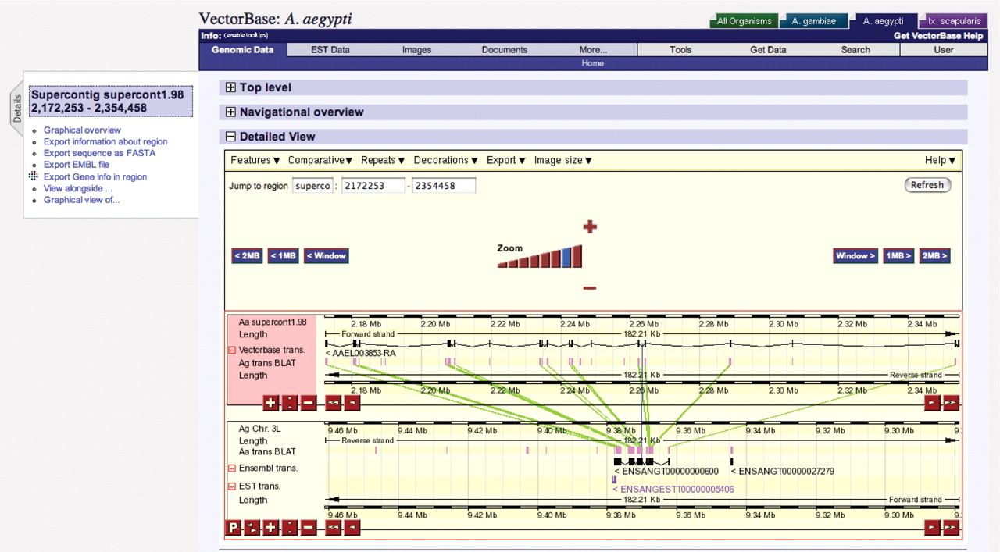 VectorBase: A. aegypti
All Organisms A. gambiae A. aegypti Ix. scapularis
Info: (enable tooltips) Get VectorBase Help
Genomic Data EST Data Images Documents More... Tools Get Data Search User
Home
Details
Supercontig supercont1.98
2,172,253 - 2,354,458
Graphical overview
Export information about region
Export sequence as FASTA
Export EMBL file
Export Gene info in region
View alongside ...
Graphical view of...
Top level
Navigational overview
Detailed View
Features ▼ Comparative▼ Repeats ▼ Decorations ▼ Export ▼ Image size ▼ Help ▼
Jump to region superco : 2172253 - 2354458 Refresh
Zoom
< 2MB < 1MB < Window Window > 1MB > 2MB >
Aa supercont1.98 2.18 Mb 2.20 Mb 2.22 Mb 2.24 Mb 2.26 Mb 2.28 Mb 2.30 Mb 2.32 Mb 2.34 Mb
Length Forward strand 182.21 Kb
Vectorbase trans.
< AAEL003853-RA
Ag trans BLAT
Length 182.21 Kb Reverse strand
2.18 Mb 2.20 Mb 2.22 Mb 2.24 Mb 2.26 Mb 2.28 Mb 2.30 Mb 2.32 Mb 2.34 Mb
Ag Chr. 3L 9.46 Mb 9.44 Mb 9.42 Mb 9.40 Mb 9.38 Mb 9.36 Mb 9.34 Mb 9.32 Mb 9.30 Mb 9.
Length Reverse strand 182.21 Kb
Aa trans BLAT
Ensembl trans.
< ENSANGT00000000600 < ENSANGT00000027279
EST trans.
< ENSANGESTT00000005406
Length 182.21 Kb Forward strand
9.46 Mb 9.44 Mb 9.42 Mb 9.40 Mb 9.38 Mb 9.36 Mb 9.34 Mb 9.32 Mb 9.30 Mb 9.
P